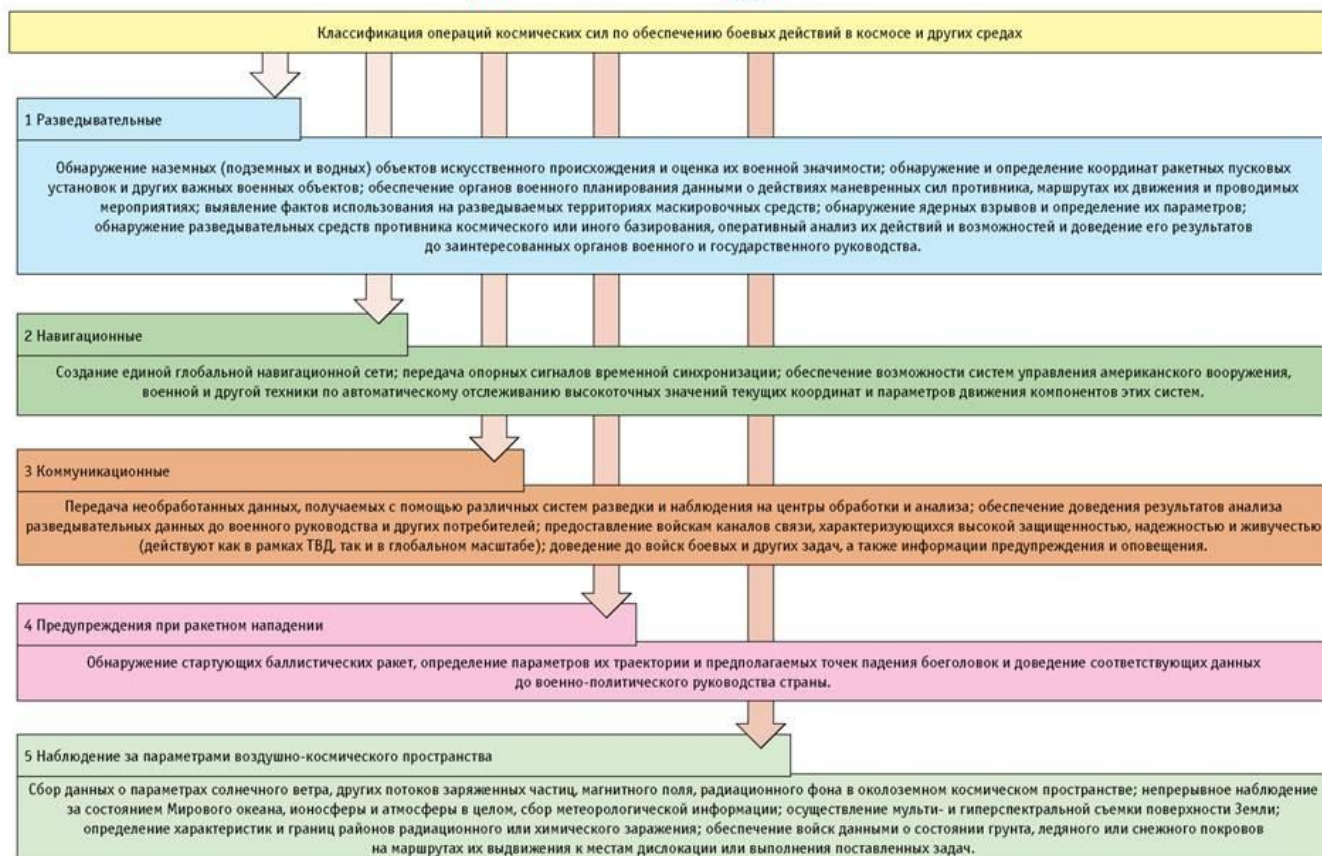 Классификация операций космических сил по обеспечению боевых действий в космосе и других средах
1 Разведывательные
Обнаружение наземных (подземных и водных) объектов искусственного происхождения и оценка их военной значимости; обнаружение и определение координат ракетных пусковых
установок и других важных военных объектов; обеспечение органов военного планирования данными о действиях маневренных сил противника, маршрутах их движения и проводимых
мероприятиях; выявление фактов использования на разведываемых территориях маскировочных средств; обнаружение ядерных взрывов и определение их параметров;
обнаружение разведывательных средств противника космического или иного базирования, оперативный анализ их действий и возможностей и доведение его результатов
до заинтересованных органов военного и государственного руководства.
2 Навигационные
Создание единой глобальной навигационной сети; передача опорных сигналов временной синхронизации; обеспечение возможности систем управления американского вооружения,
военной и другой техники по автоматическому отслеживанию высокоточных значений текущих координат и параметров движения компонентов этих систем.
3 Коммуникационные
Передача необработанных данных, получаемых с помощью различных систем разведки и наблюдения на центры обработки и анализа; обеспечение доведения результатов анализа
разведывательных данных до военного руководства и других потребителей; предоставление войскам каналов связи, характеризующихся высокой защищенностью, надежностью и живучестью
(действуют как в рамках ТВД, так и в глобальном масштабе); доведение до войск боевых и других задач, а также информации предупреждения и оповещения.
4 Предупреждения при ракетном нападении
Обнаружение стартующих баллистических ракет, определение параметров их траектории и предполагаемых точек падения боеголовок и доведение соответствующих данных
до военно-политического руководства страны.
5 Наблюдение за параметрами воздушно-космического пространства
Сбор данных о параметрах солнечного ветра, других потоков заряженных частиц, магнитного поля, радиационного фона в околоземном космическом пространстве; непрерывное наблюдение
за состоянием Мирового океана, ионосферы и атмосферы в целом, сбор метеорологической информации; осуществление мульти- и гиперспектральной съемки поверхности Земли;
определение характеристик и границ районов радиационного или химического заражения; обеспечение войск данными о состоянии грунта, ледяного или снежного покровов
на маршрутах их выдвижения к местам дислокации или выполнения поставленных задач.